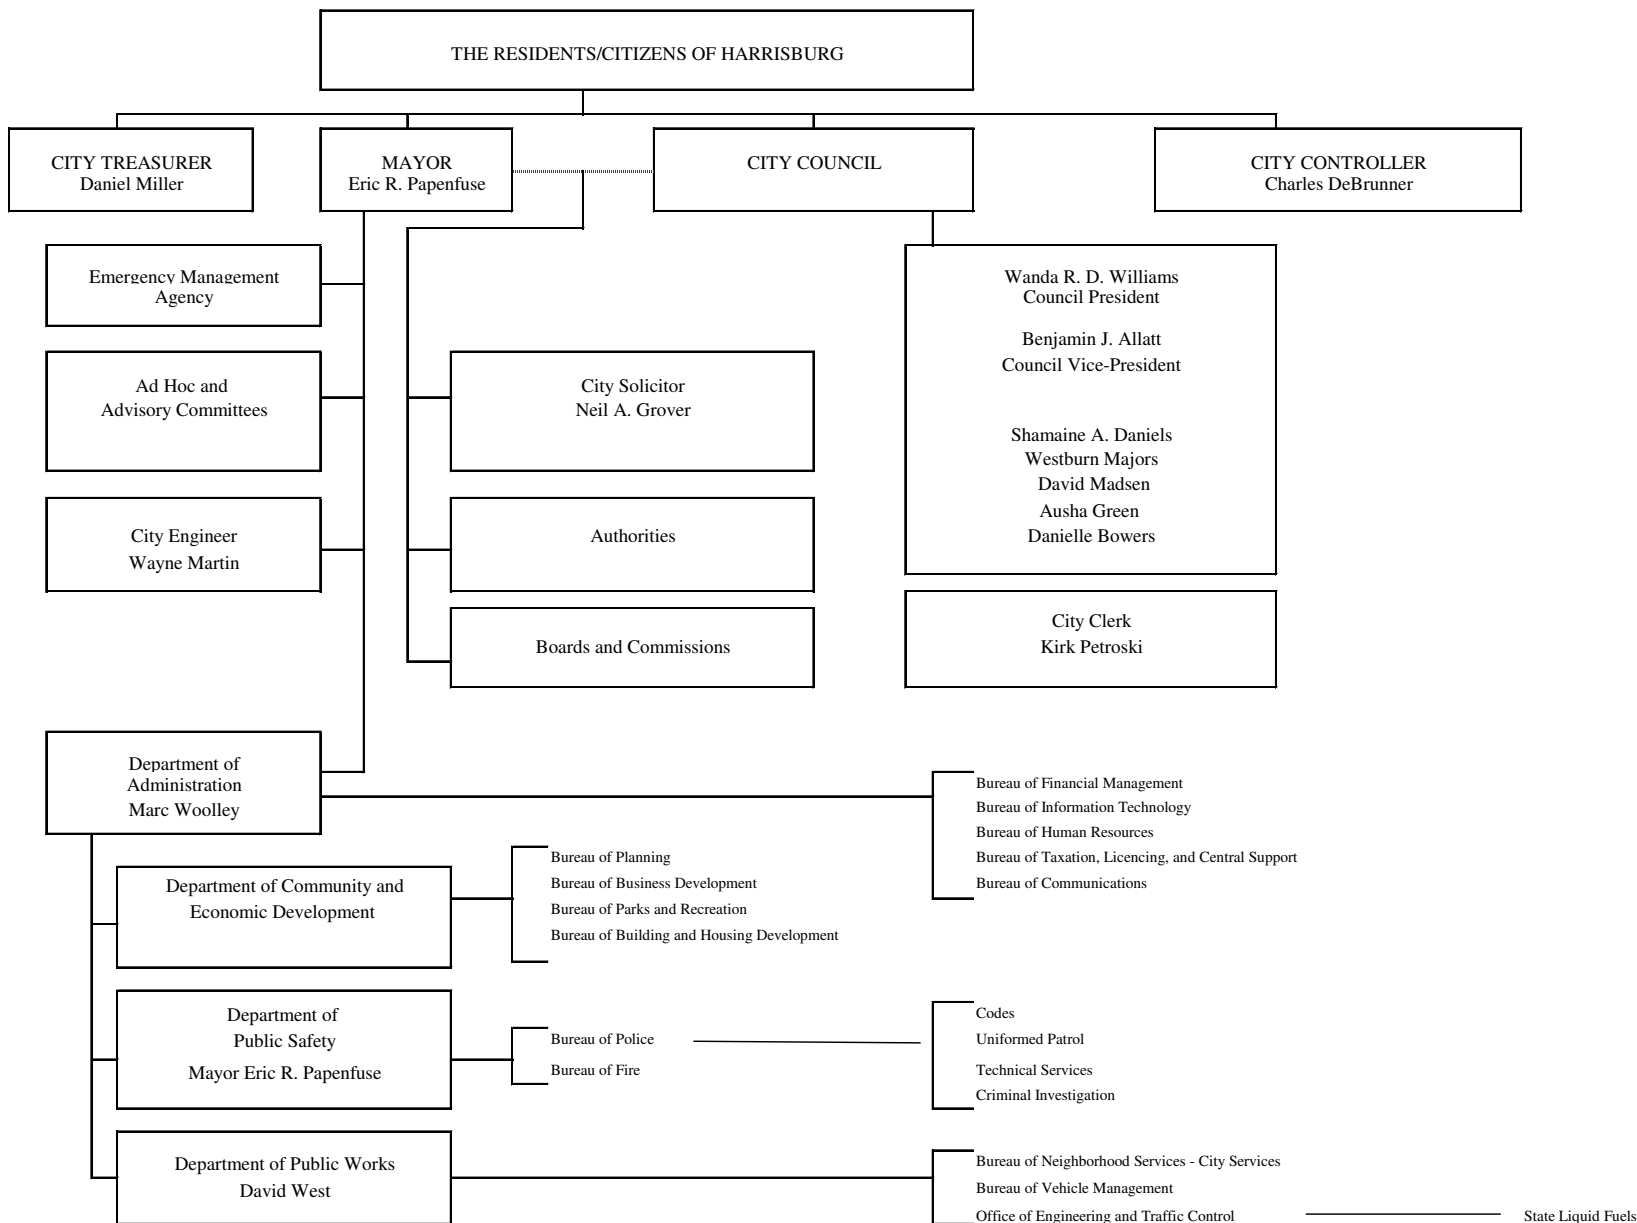 THE RESIDENTS/CITIZENS OF HARRISBURG
CITY TREASURER
Daniel Miller
MAYOR
Eric R. Papenfuse
CITY COUNCIL
CITY CONTROLLER
Charles DeBrunner
Emergency Management
Agency
Ad Hoc and
Advisory Committees
City Engineer
Wayne Martin
City Solicitor
Neil A. Grover
Authorities
Boards and Commissions
Wanda R. D. Williams
Council President
Benjamin J. Allatt
Council Vice-President
Shamaine A. Daniels
Westburn Majors
David Madsen
Ausha Green
Danielle Bowers
City Clerk
Kirk Petroski
Department of
Administration
Marc Woolley
Bureau of Financial Management
Bureau of Information Technology
Bureau of Human Resources
Bureau of Taxation, Licencing, and Central Support
Bureau of Communications
Department of Community and
Economic Development
Bureau of Planning
Bureau of Business Development
Bureau of Parks and Recreation
Bureau of Building and Housing Development
Department of
Public Safety
Mayor Eric R. Papenfuse
Bureau of Police
Bureau of Fire
Codes
Uniformed Patrol
Technical Services
Criminal Investigation
Department of Public Works
David West
Bureau of Neighborhood Services - City Services
Bureau of Vehicle Management
Office of Engineering and Traffic Control
State Liquid Fuels